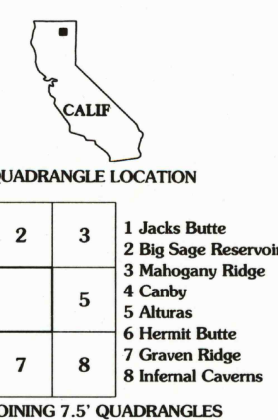 CALIF
QUADRANGLE LOCATION
2 3
5
7 8
1 Jacks Butte
2 Big Sage Reservoir
3 Mahogany Ridge
4 Canby
5 Alturas
6 Hermit Butte
7 Graven Ridge
8 Infernal Caverns
OINING 7.5' QUADRANGLES